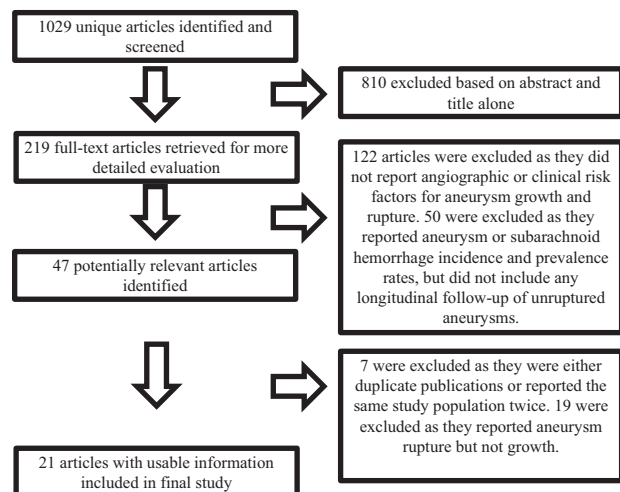 1029 unique articles identified and
screened
810 excluded based on abstract and
title alone
219 full-text articles retrieved for more
detailed evaluation
122 articles were excluded as they did
not report angiographic or clinical risk
factors for aneurysm growth and
rupture. 50 were excluded as they
reported aneurysm or subarachnoid
hemorrhage incidence and prevalence
rates, but did not include any
longitudinal follow-up of unruptured
aneurysms.
47 potentially relevant articles
identified
7 were excluded as they were either
duplicate publications or reported the
same study population twice. 19 were
excluded as they reported aneurysm
rupture but not growth.
21 articles with usable information
included in final study